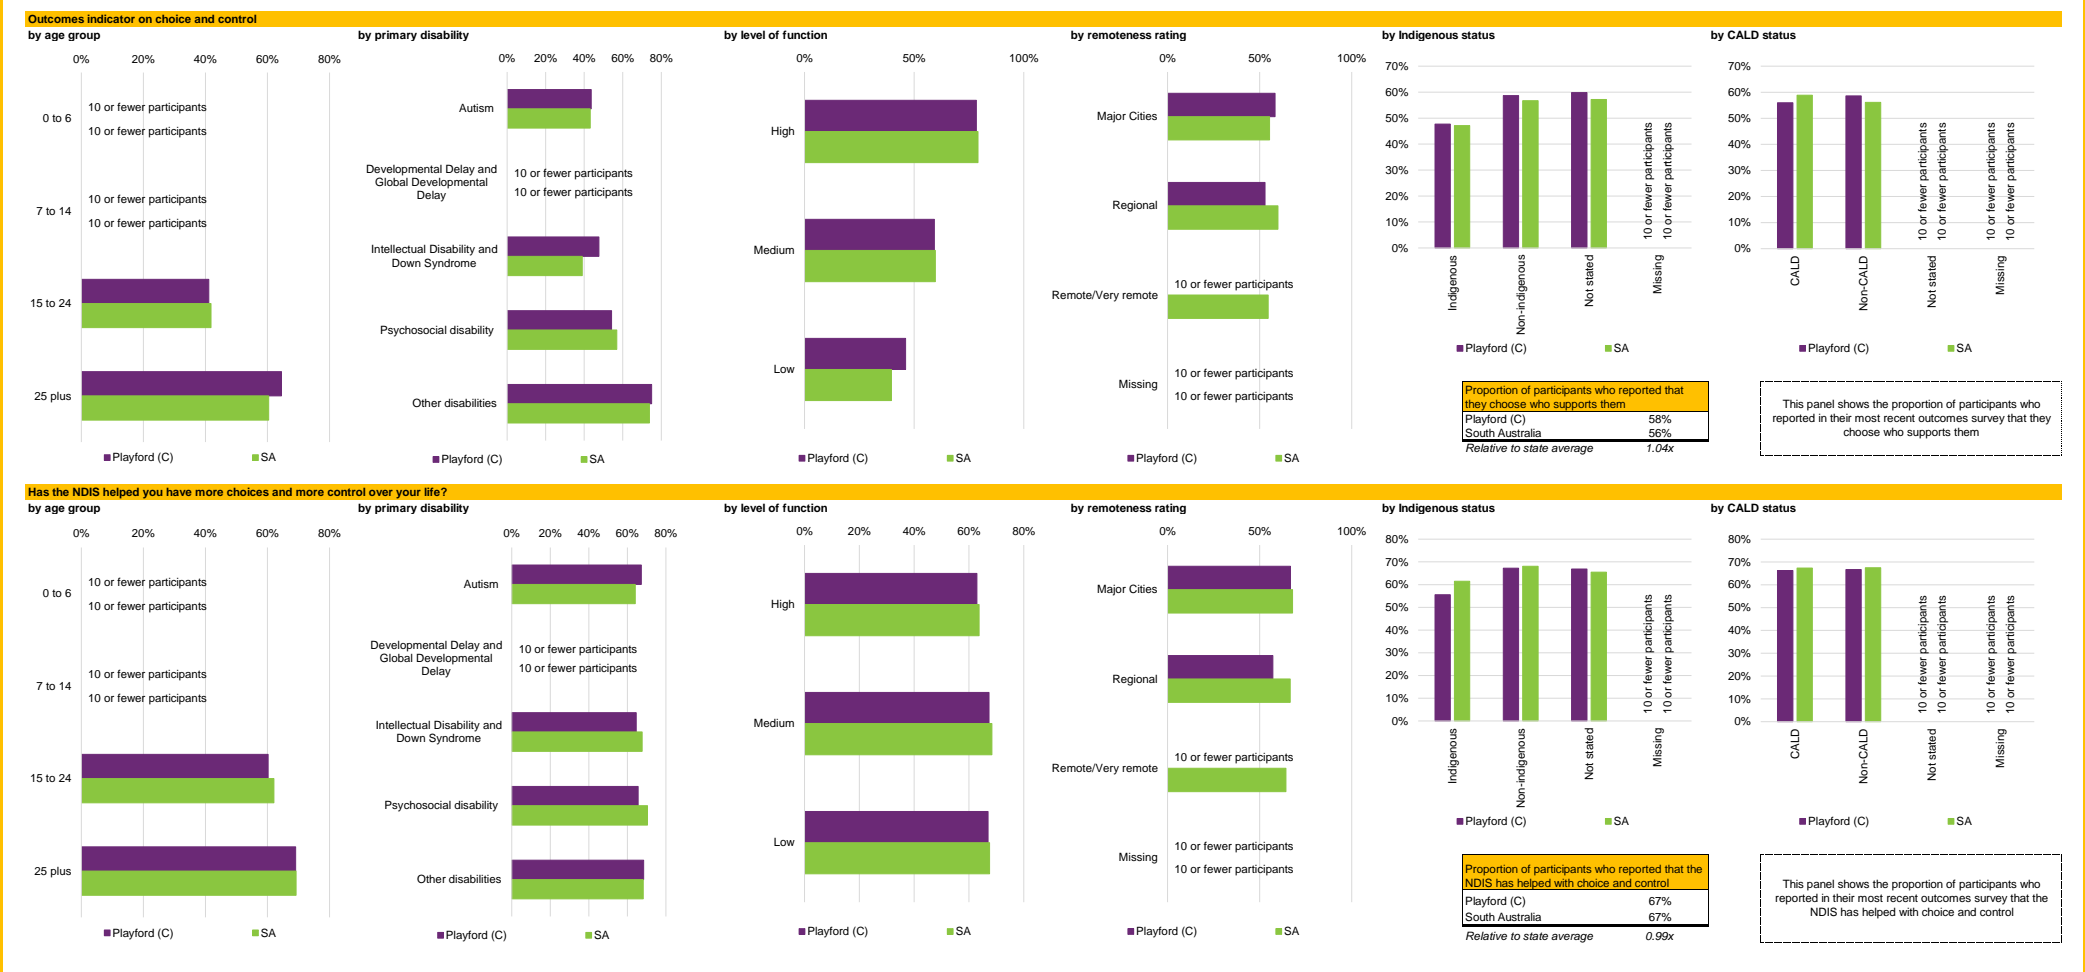 Outcomes indicator on choice and control
by age group
0% 20% 40% 60% 80%
0 to 6
10 or fewer participants
10 or fewer participants
7 to 14
10 or fewer participants
10 or fewer participants
15 to 24
25 plus
Playford (C) SA
by primary disability
0% 20% 40% 60% 80%
Autism
Developmental Delay and
Global Developmental
Delay
10 or fewer participants
10 or fewer participants
Intellectual Disability and
Down Syndrome
Psychosocial disability
Other disabilities
Playford (C) SA
by level of function
0% 50% 100%
High
Medium
Low
Playford (C) SA
by remoteness rating
0% 50% 100%
Major Cities
Regional
Remote/Very remote
10 or fewer participants
Missing
10 or fewer participants
10 or fewer participants
Playford (C) SA
by Indigenous status
70%
60%
50%
40%
30%
20%
10%
0%
10 or fewer participants
10 or fewer participants
Indigenous
Non-indigenous
Not stated
Missing
Playford (C) SA
Proportion of participants who reported that
they choose who supports them
Playford (C) 58%
South Australia 56%
Relative to state average 1.04x
by CALD status
70%
60%
50%
40%
30%
20%
10%
0%
10 or fewer participants
10 or fewer participants
10 or fewer participants
10 or fewer participants
CALD
Non-CALD
Not stated
Missing
Playford (C) SA
This panel shows the proportion of participants who
reported in their most recent outcomes survey that they
choose who supports them
Has the NDIS helped you have more choices and more control over your life?
by age group
0% 20% 40% 60% 80%
0 to 6
10 or fewer participants
10 or fewer participants
7 to 14
10 or fewer participants
10 or fewer participants
15 to 24
25 plus
Playford (C) SA
by primary disability
0% 20% 40% 60% 80%
Autism
Developmental Delay and
Global Developmental
Delay
10 or fewer participants
10 or fewer participants
Intellectual Disability and
Down Syndrome
Psychosocial disability
Other disabilities
Playford (C) SA
by level of function
0% 20% 40% 60% 80%
High
Medium
Low
Playford (C) SA
by remoteness rating
0% 50% 100%
Major Cities
Regional
Remote/Very remote
10 or fewer participants
Missing
10 or fewer participants
10 or fewer participants
Playford (C) SA
by Indigenous status
80%
70%
60%
50%
40%
30%
20%
10%
0%
10 or fewer participants
10 or fewer participants
Indigenous
Non-indigenous
Not stated
Missing
Playford (C) SA
Proportion of participants who reported that the
NDIS has helped with choice and control
Playford (C) 67%
South Australia 67%
Relative to state average 0.99x
by CALD status
80%
70%
60%
50%
40%
30%
20%
10%
0%
10 or fewer participants
10 or fewer participants
10 or fewer participants
10 or fewer participants
CALD
Non-CALD
Not stated
Missing
Playford (C) SA
This panel shows the proportion of participants who
reported in their most recent outcomes survey that the
NDIS has helped with choice and control